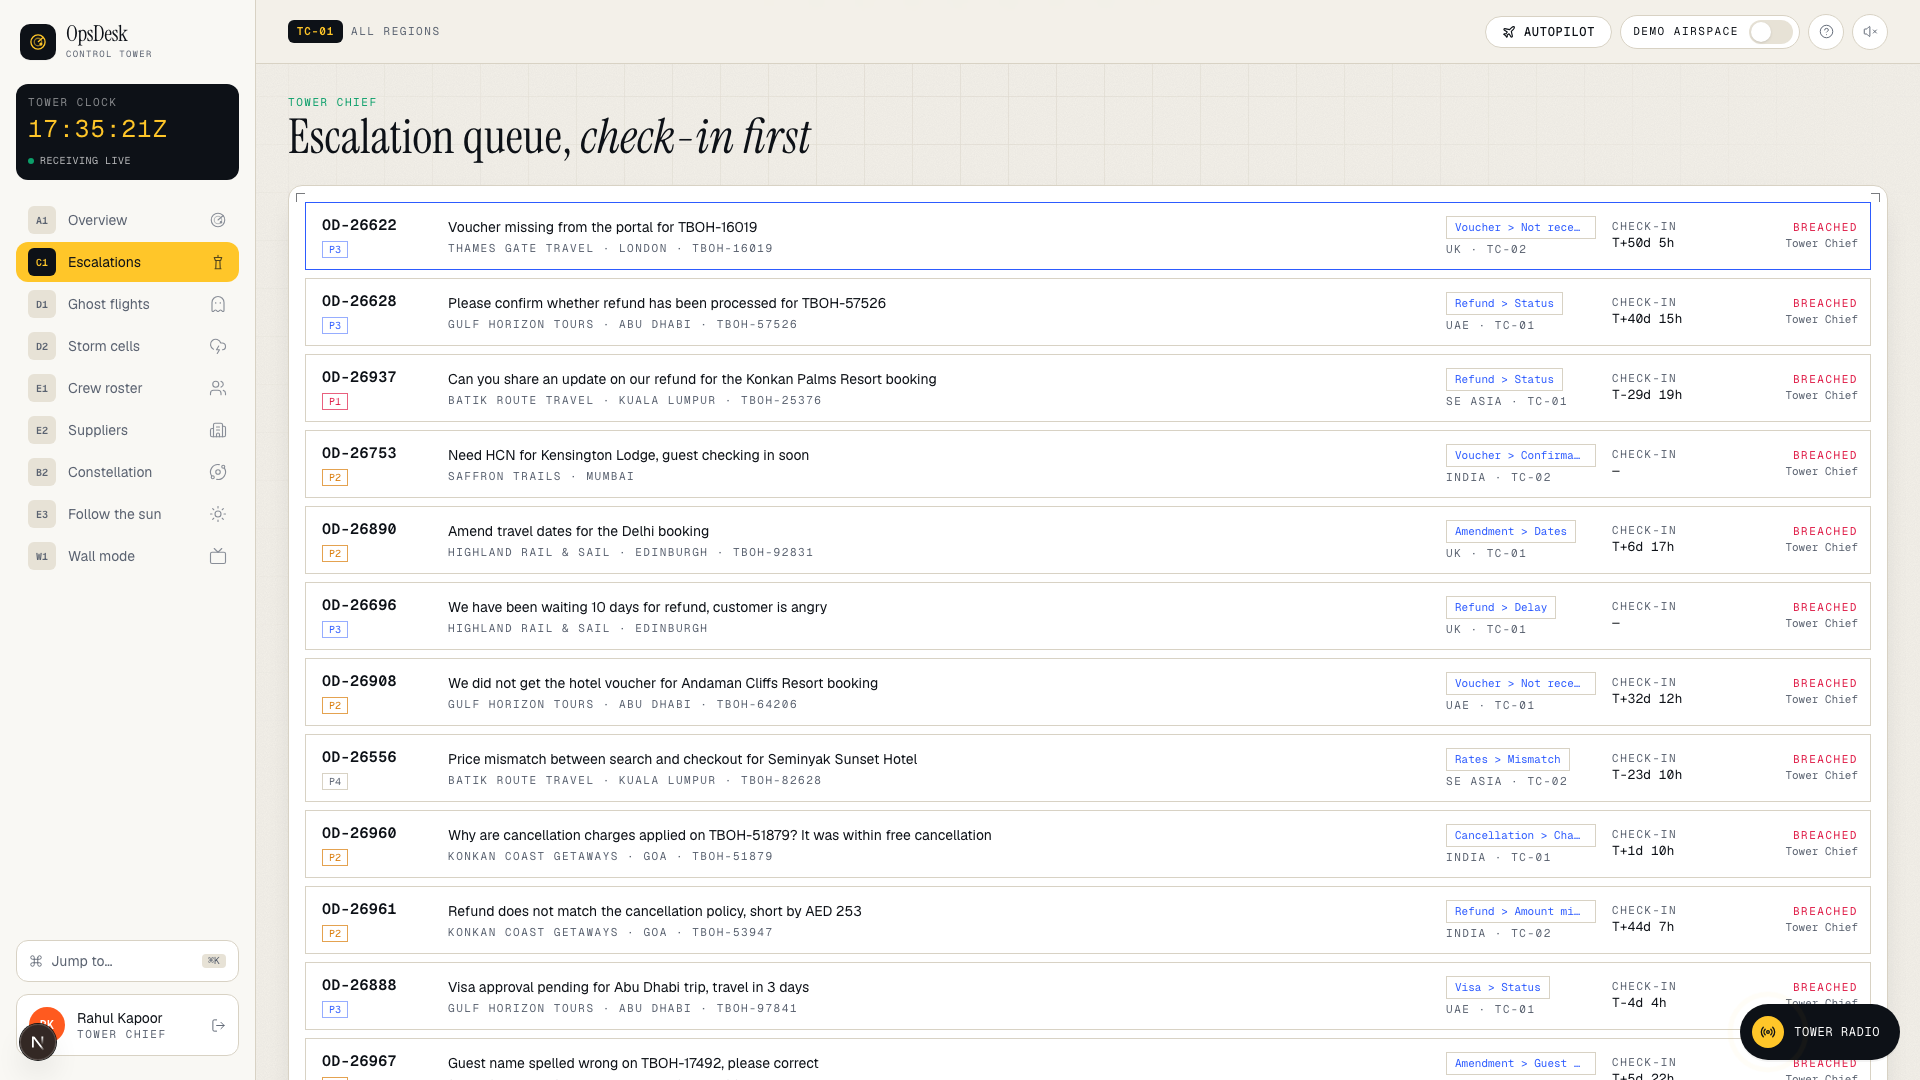 OpsDesk
CONTROL TOWER
TOWER CLOCK
17:35:21Z
RECEIVING LIVE
A1 Overview
C1 Escalations
D1 Ghost flights
D2 Storm cells
E1 Crew roster
E2 Suppliers
B2 Constellation
E3 Follow the sun
W1 Wall mode
⌘ Jump to… ⌘K
Rahul Kapoor
TOWER CHIEF
N
TC-01 ALL REGIONS
AUTOPILOT
DEMO AIRSPACE
TOWER CHIEF
Escalation queue, check-in first
OD-26622 Voucher missing from the portal for TBOH-16019 Voucher > Not rece… CHECK-IN BREACHED
P3 THAMES GATE TRAVEL · LONDON · TBOH-16019 UK · TC-02 T+50d 5h Tower Chief
OD-26628 Please confirm whether refund has been processed for TBOH-57526 Refund > Status CHECK-IN BREACHED
P3 GULF HORIZON TOURS · ABU DHABI · TBOH-57526 UAE · TC-01 T+40d 15h Tower Chief
OD-26937 Can you share an update on our refund for the Konkan Palms Resort booking Refund > Status CHECK-IN BREACHED
P1 BATIK ROUTE TRAVEL · KUALA LUMPUR · TBOH-25376 SE ASIA · TC-01 T-29d 19h Tower Chief
OD-26753 Need HCN for Kensington Lodge, guest checking in soon Voucher > Confirma… CHECK-IN BREACHED
P2 SAFFRON TRAILS · MUMBAI INDIA · TC-02 — Tower Chief
OD-26890 Amend travel dates for the Delhi booking Amendment > Dates CHECK-IN BREACHED
P2 HIGHLAND RAIL & SAIL · EDINBURGH · TBOH-92831 UK · TC-01 T+6d 17h Tower Chief
OD-26696 We have been waiting 10 days for refund, customer is angry Refund > Delay CHECK-IN BREACHED
P3 HIGHLAND RAIL & SAIL · EDINBURGH UK · TC-01 — Tower Chief
OD-26908 We did not get the hotel voucher for Andaman Cliffs Resort booking Voucher > Not rece… CHECK-IN BREACHED
P2 GULF HORIZON TOURS · ABU DHABI · TBOH-64206 UAE · TC-01 T+32d 12h Tower Chief
OD-26556 Price mismatch between search and checkout for Seminyak Sunset Hotel Rates > Mismatch CHECK-IN BREACHED
P4 BATIK ROUTE TRAVEL · KUALA LUMPUR · TBOH-82628 SE ASIA · TC-02 T-23d 10h Tower Chief
OD-26960 Why are cancellation charges applied on TBOH-51879? It was within free cancellation Cancellation > Cha… CHECK-IN BREACHED
P2 KONKAN COAST GETAWAYS · GOA · TBOH-51879 INDIA · TC-01 T+1d 10h Tower Chief
OD-26961 Refund does not match the cancellation policy, short by AED 253 Refund > Amount mi… CHECK-IN BREACHED
P2 KONKAN COAST GETAWAYS · GOA · TBOH-53947 INDIA · TC-02 T+44d 7h Tower Chief
OD-26888 Visa approval pending for Abu Dhabi trip, travel in 3 days Visa > Status CHECK-IN BREACHED
P3 GULF HORIZON TOURS · ABU DHABI · TBOH-97841 UAE · TC-01 T-4d 4h Tower Chief
OD-26967 Guest name spelled wrong on TBOH-17492, please correct Amendment > Guest … CHECK-IN BREACHED
T+5d 22h Tower Chief
TOWER RADIO